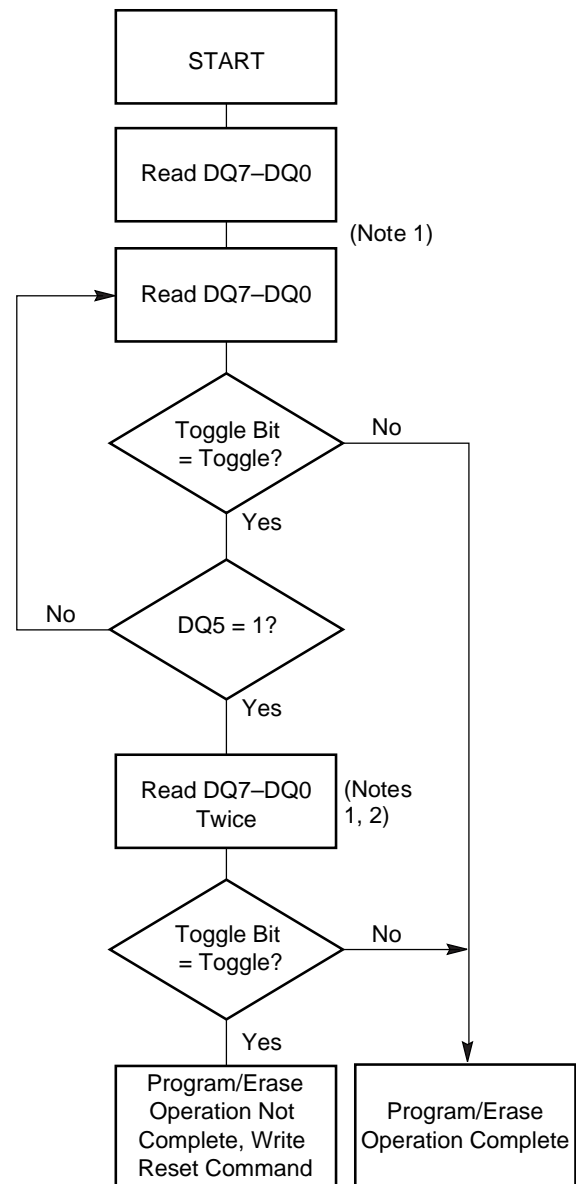 START
Read DQ7–DQ0
(Note 1)
Read DQ7–DQ0
Toggle Bit
= Toggle?
No
Yes
DQ5 = 1?
No
Yes
Read DQ7–DQ0
Twice
(Notes
1, 2)
Toggle Bit
= Toggle?
No
Yes
Program/Erase
Operation Not
Complete, Write
Reset Command
Program/Erase
Operation Complete